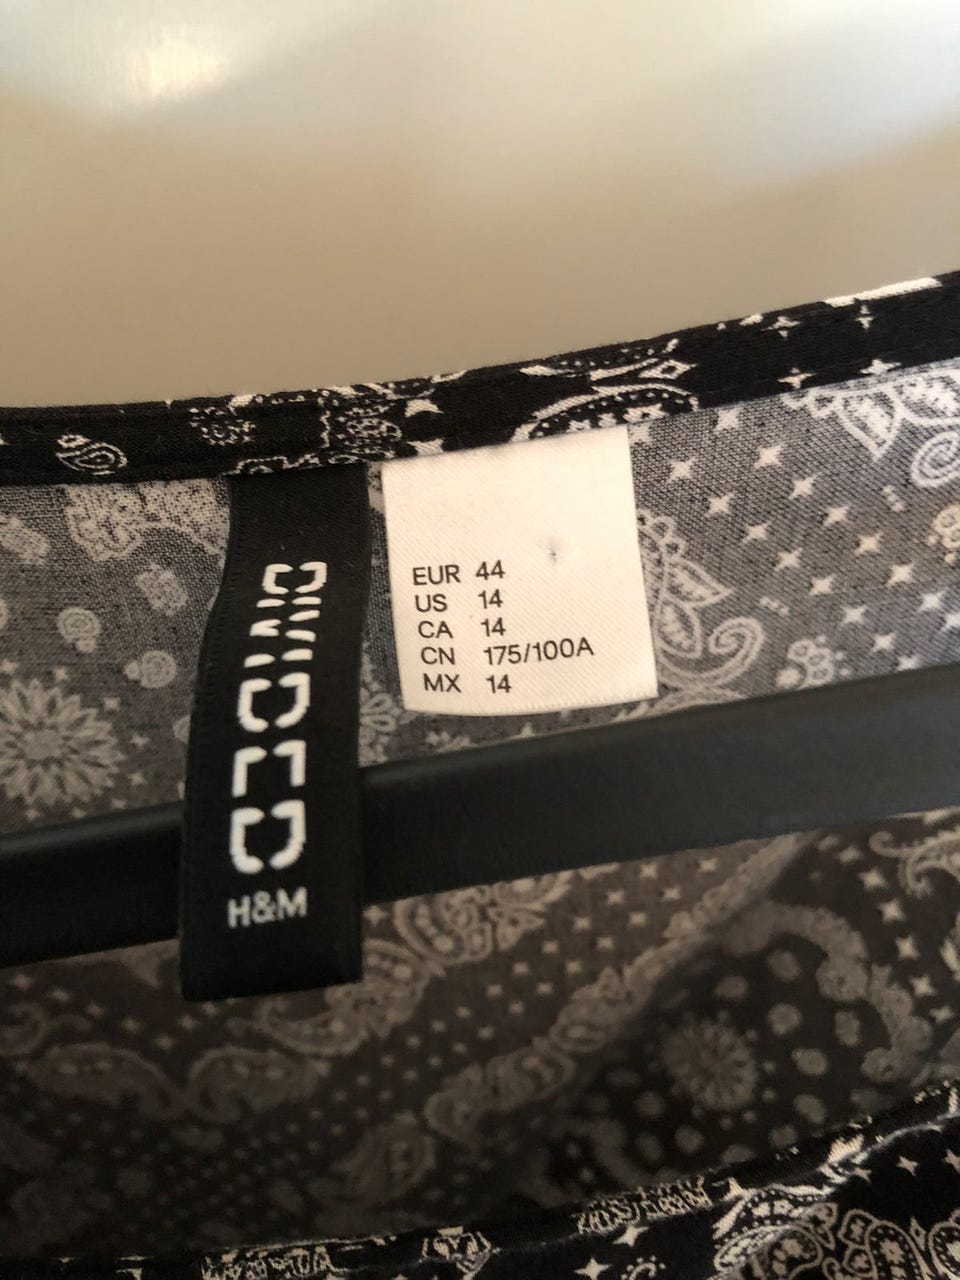 DIVIDED
H&M
EUR 44
US 14
CA 14
CN 175/100A
MX 14